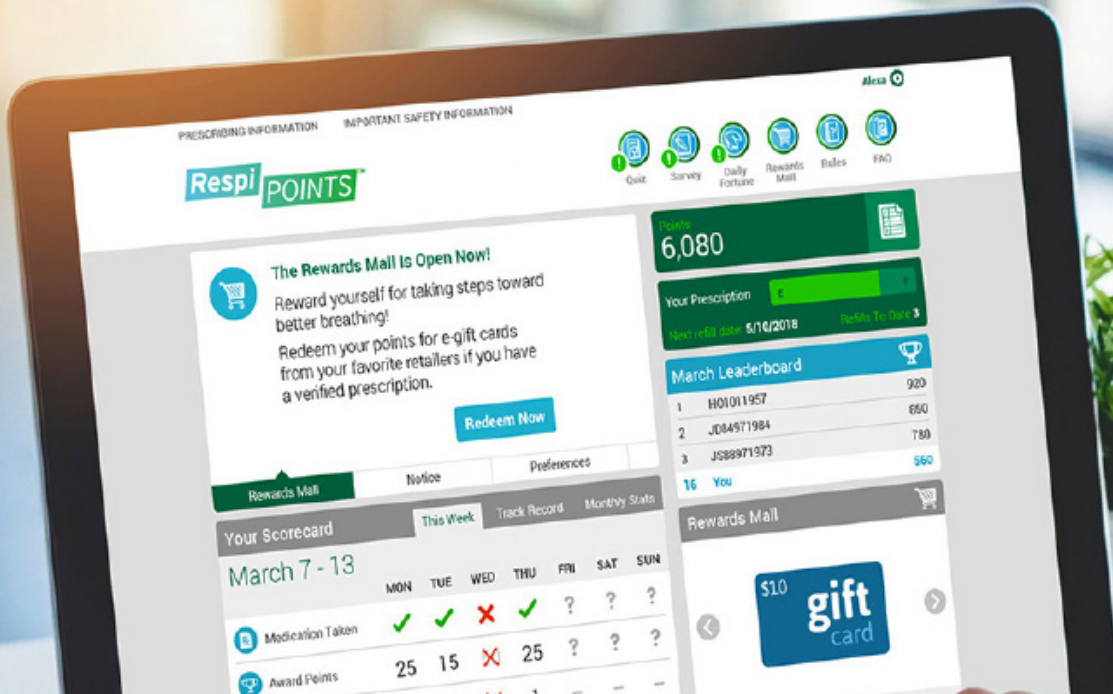 Alexa
PRESCRIBING INFORMATION IMPORTANT SAFETY INFORMATION
Respi POINTS™
Quiz
Survey
Daily
Fortune
Rewards
Mall
Rules
FAQ
The Rewards Mall Is Open Now!
Reward yourself for taking steps toward
better breathing!
Redeem your points for e-gift cards
from your favorite retailers if you have
a verified prescription.
Redeem Now
Rewards Mall Notice Preferences
Points
6,080
Your Prescription E F
Next refill date: 5/10/2018 Refills To Date 3
March Leaderboard
1 HO1011957 920
2 JD84971984
3 JS88971973 780
16 You 560
Your Scorecard This Week Track Record Monthly Stats
March 7 - 13
MON TUE WED THU FRI SAT SUN
Medication Taken ✓ ✓ ✗ ✓ ? ? ?
Award Points 25 15 ✗ 25 ? ? ?
1 – – –
Rewards Mall
$10
gift
card